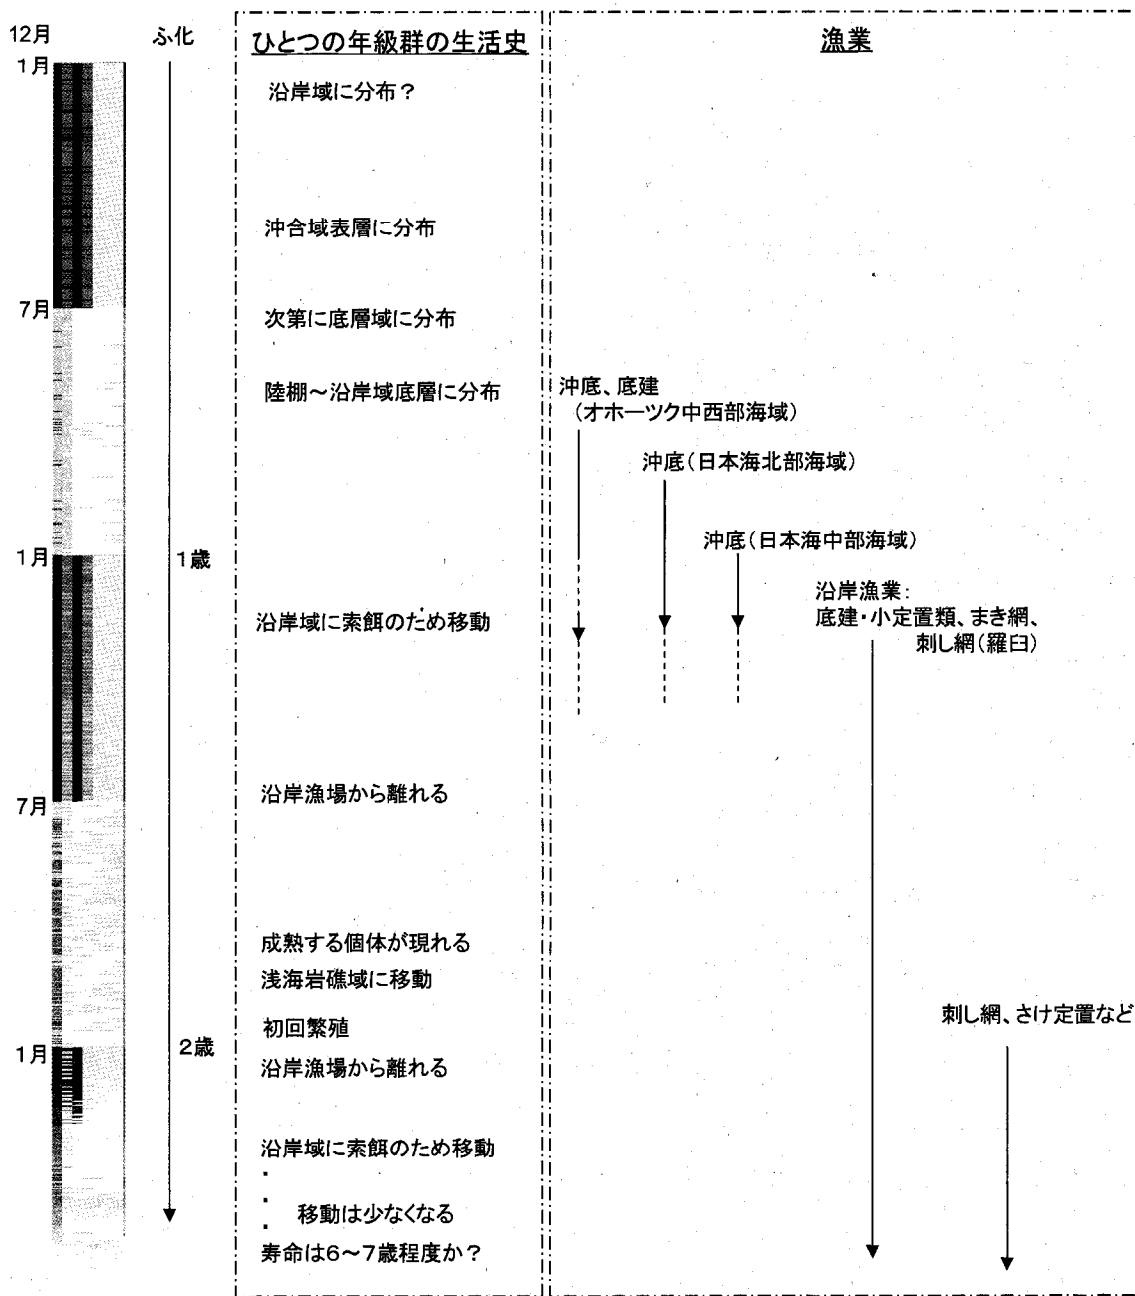 12月
ふ化
ひとつの年級群の生活史
漁業
1月
沿岸域に分布？
沖合域表層に分布
7月
次第に底層域に分布
陸棚～沿岸域底層に分布
沖底、底建
（オホーツク中西部海域）
沖底（日本海北部海域）
沖底（日本海中部海域）
1月
1歳
沿岸漁業：
底建・小定置類、まき網、
刺し網（羅臼）
沿岸域に索餌のため移動
7月
沿岸漁場から離れる
成熟する個体が現れる
浅海岩礁域に移動
初回繁殖
刺し網、さけ定置など
1月
2歳
沿岸漁場から離れる
沿岸域に素餌のため移動
移動は少なくなる
寿命は6～7歳程度か？